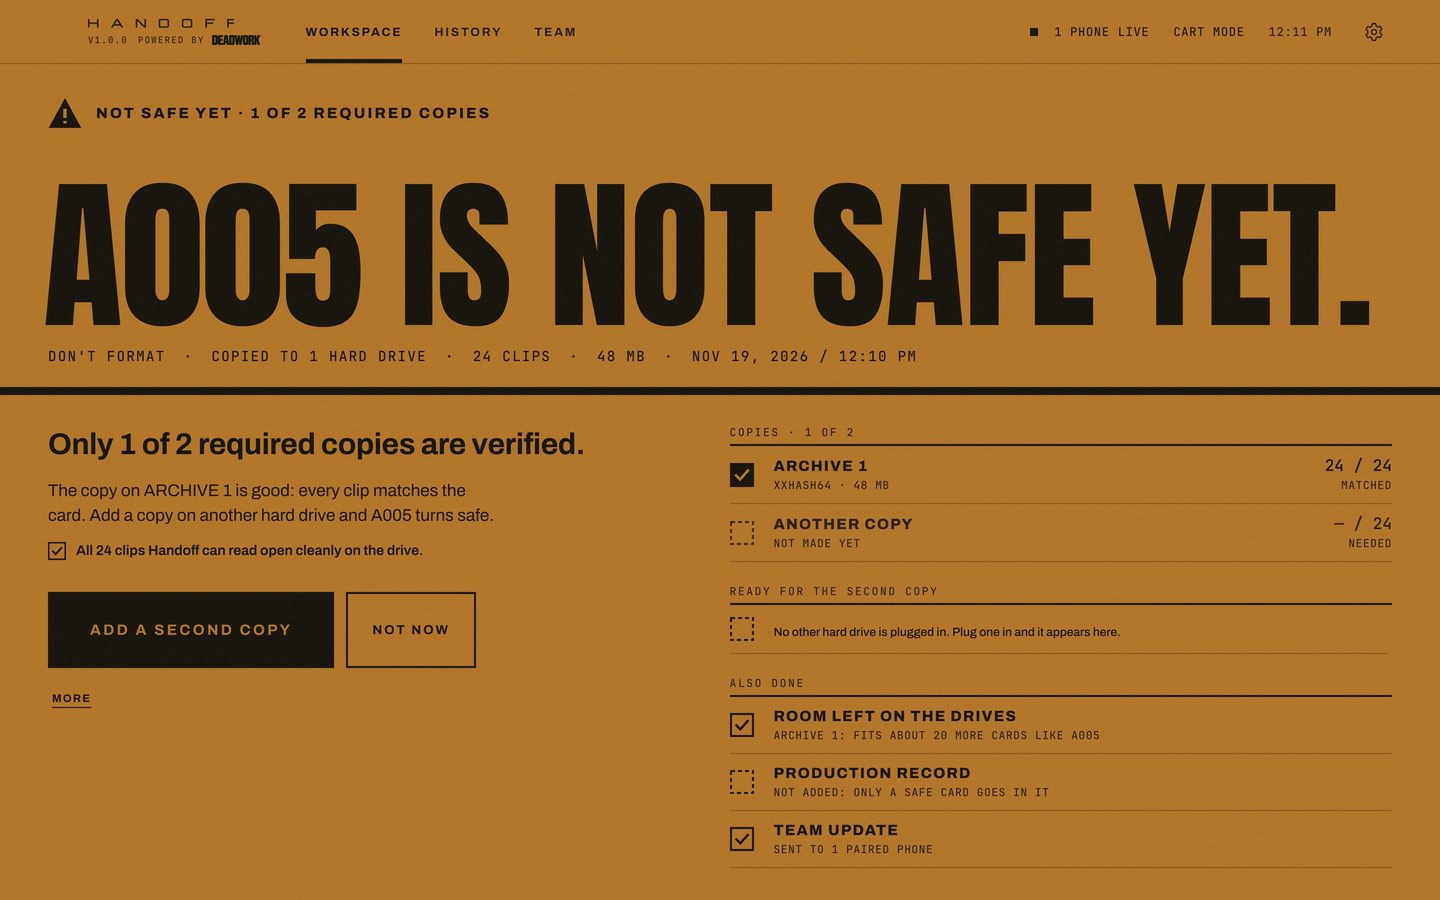 HANDOFF
V1.0.0 POWERED BY DEADWORK
WORKSPACE
HISTORY
TEAM
1 PHONE LIVE
CART MODE
12:11 PM
NOT SAFE YET · 1 OF 2 REQUIRED COPIES
A005 IS NOT SAFE YET.
DON'T FORMAT · COPIED TO 1 HARD DRIVE · 24 CLIPS · 48 MB · NOV 19, 2026 / 12:10 PM
Only 1 of 2 required copies are verified.
The copy on ARCHIVE 1 is good: every clip matches the
card. Add a copy on another hard drive and A005 turns safe.
All 24 clips Handoff can read open cleanly on the drive.
ADD A SECOND COPY
NOT NOW
MORE
COPIES · 1 OF 2
ARCHIVE 1
24 / 24
XXHASH64 · 48 MB
MATCHED
ANOTHER COPY
— / 24
NOT MADE YET
NEEDED
READY FOR THE SECOND COPY
No other hard drive is plugged in. Plug one in and it appears here.
ALSO DONE
ROOM LEFT ON THE DRIVES
ARCHIVE 1: FITS ABOUT 20 MORE CARDS LIKE A005
PRODUCTION RECORD
NOT ADDED: ONLY A SAFE CARD GOES IN IT
TEAM UPDATE
SENT TO 1 PAIRED PHONE